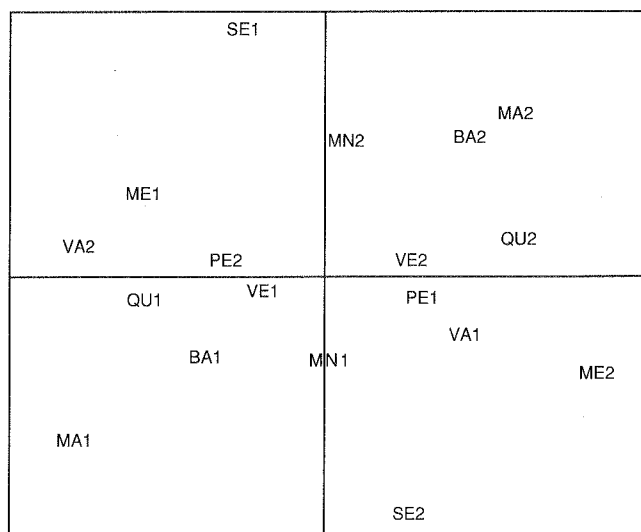 SE1
MA2
MN2 BA2
ME1
VA2 QU2
PE2 VE2
QU1 VE1 PE1
VA1
BA1 MN1 ME2
MA1
SE2